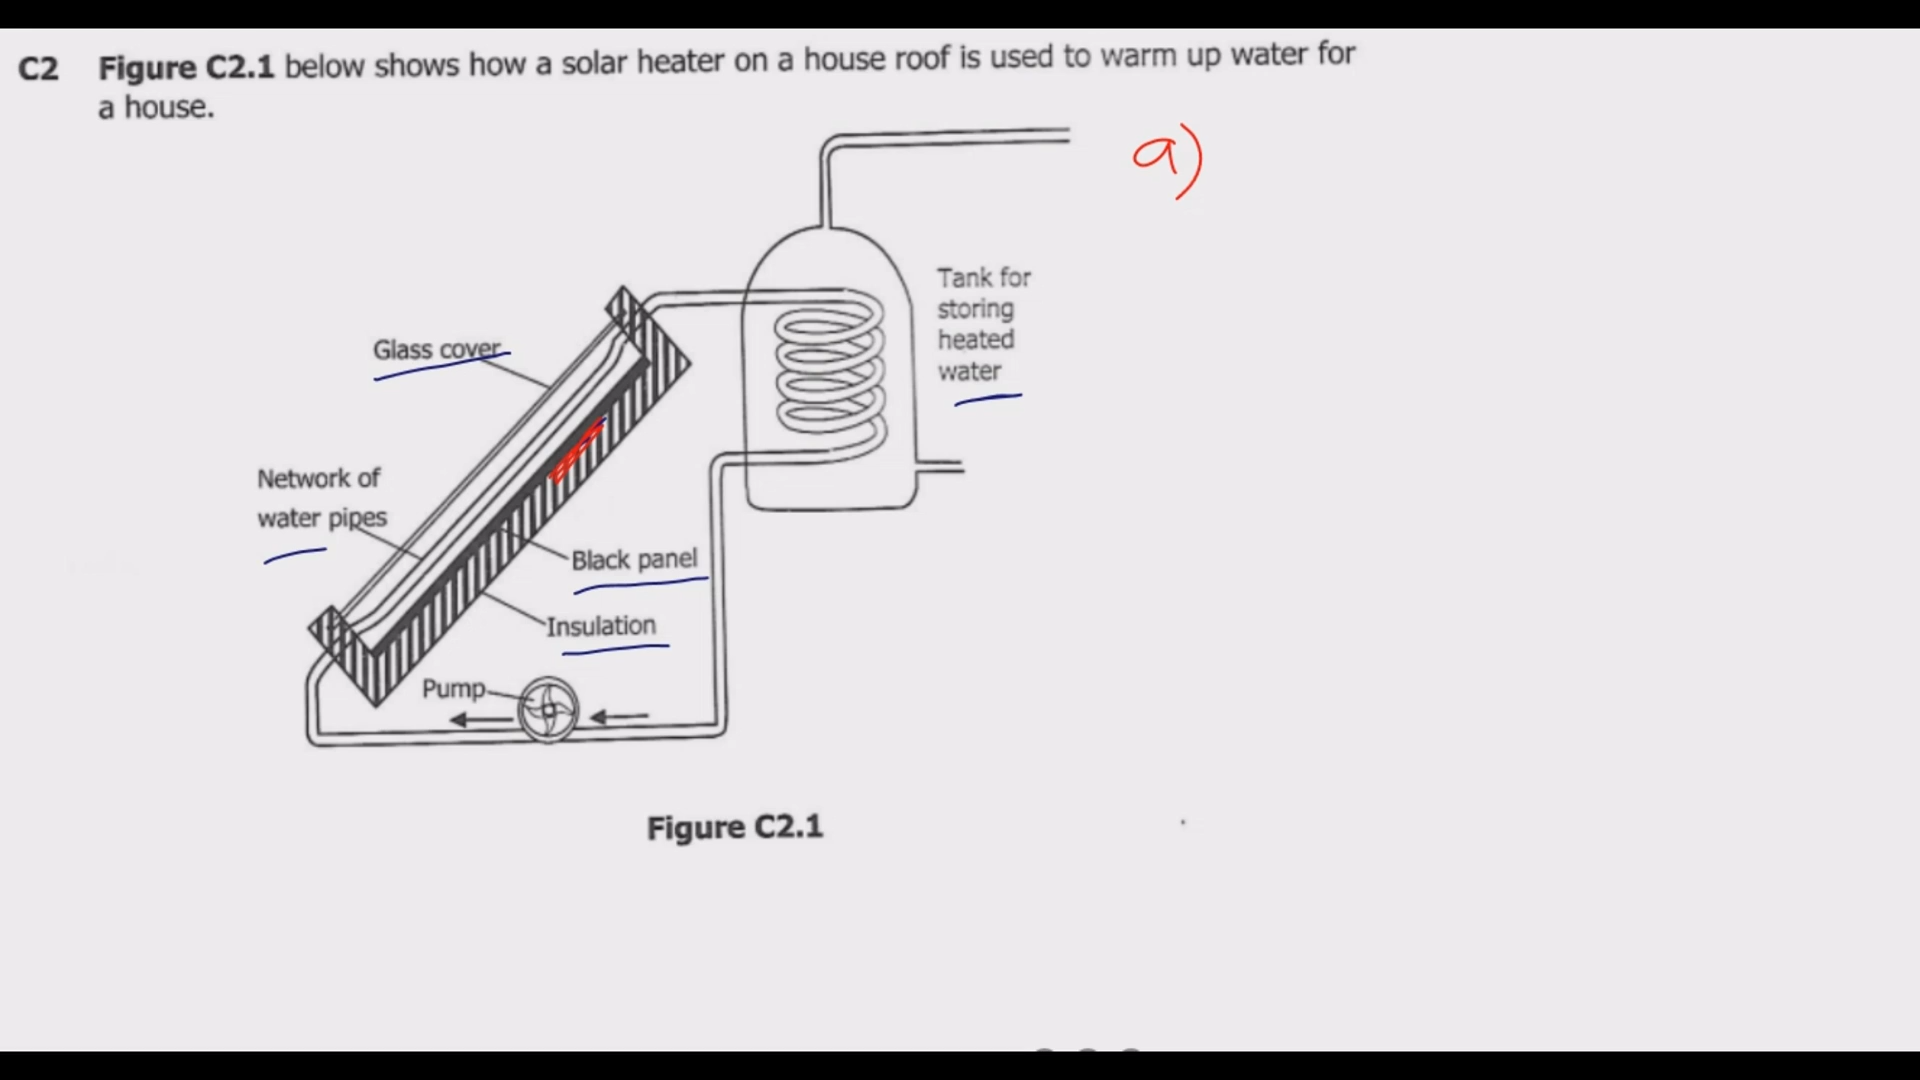 C2 Figure C2.1 below shows how a solar heater on a house roof is used to warm up water for
a house.
a)
Tank for
storing
heated
water
Glass cover
Network of
water pipes
Black panel
Insulation
Pump
Figure C2.1